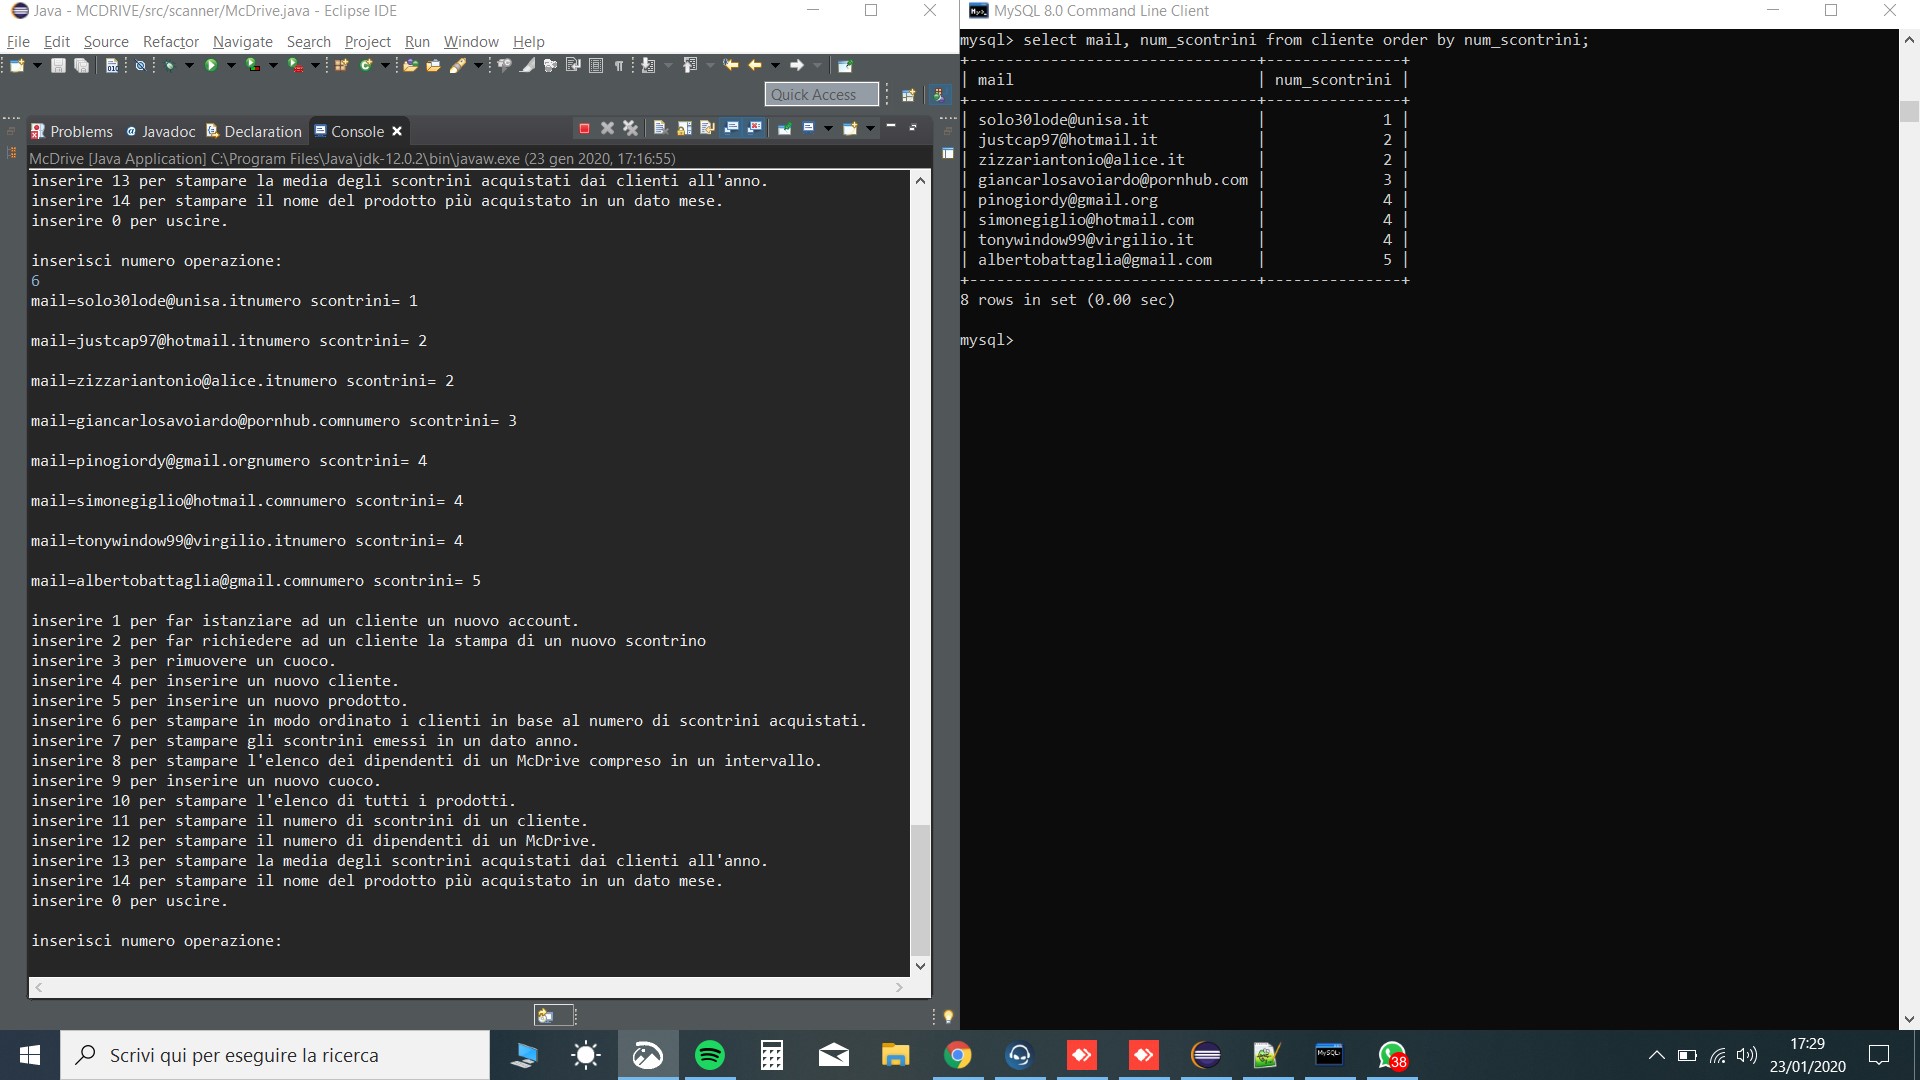 Java - MCDRIVE/src/scanner/McDrive.java - Eclipse IDE
File Edit Source Refactor Navigate Search Project Run Window Help
Quick Access
Problems Javadoc Declaration Console
McDrive [Java Application] C:\Program Files\Java\jdk-12.0.2\bin\javaw.exe (23 gen 2020, 17:16:55)
inserire 13 per stampare la media degli scontrini acquistati dai clienti all'anno.
inserire 14 per stampare il nome del prodotto più acquistato in un dato mese.
inserire 0 per uscire.
inserisci numero operazione:
6
mail=solo30lode@unisa.itnumero scontrini= 1
mail=justcap97@hotmail.itnumero scontrini= 2
mail=zizzariantonio@alice.itnumero scontrini= 2
mail=giancarlosavoiardo@pornhub.comnumero scontrini= 3
mail=pinogiordy@gmail.orgnumero scontrini= 4
mail=simonegiglio@hotmail.comnumero scontrini= 4
mail=tonywindow99@virgilio.itnumero scontrini= 4
mail=albertobattaglia@gmail.comnumero scontrini= 5
inserire 1 per far istanziare ad un cliente un nuovo account.
inserire 2 per far richiedere ad un cliente la stampa di un nuovo scontrino
inserire 3 per rimuovere un cuoco.
inserire 4 per inserire un nuovo cliente.
inserire 5 per inserire un nuovo prodotto.
inserire 6 per stampare in modo ordinato i clienti in base al numero di scontrini acquistati.
inserire 7 per stampare gli scontrini emessi in un dato anno.
inserire 8 per stampare l'elenco dei dipendenti di un McDrive compreso in un intervallo.
inserire 9 per inserire un nuovo cuoco.
inserire 10 per stampare l'elenco di tutti i prodotti.
inserire 11 per stampare il numero di scontrini di un cliente.
inserire 12 per stampare il numero di dipendenti di un McDrive.
inserire 13 per stampare la media degli scontrini acquistati dai clienti all'anno.
inserire 14 per stampare il nome del prodotto più acquistato in un dato mese.
inserire 0 per uscire.
inserisci numero operazione:
MySQL 8.0 Command Line Client
mysql> select mail, num_scontrini from cliente order by num_scontrini;
+---------------------------------+---------------+
| mail | num_scontrini |
+---------------------------------+---------------+
| solo30lode@unisa.it | 1 |
| justcap97@hotmail.it | 2 |
| zizzariantonio@alice.it | 2 |
| giancarlosavoiardo@pornhub.com | 3 |
| pinogiordy@gmail.org | 4 |
| simonegiglio@hotmail.com | 4 |
| tonywindow99@virgilio.it | 4 |
| albertobattaglia@gmail.com | 5 |
+---------------------------------+---------------+
8 rows in set (0.00 sec)
mysql>
Scrivi qui per eseguire la ricerca
MySQL
38
17:29
23/01/2020